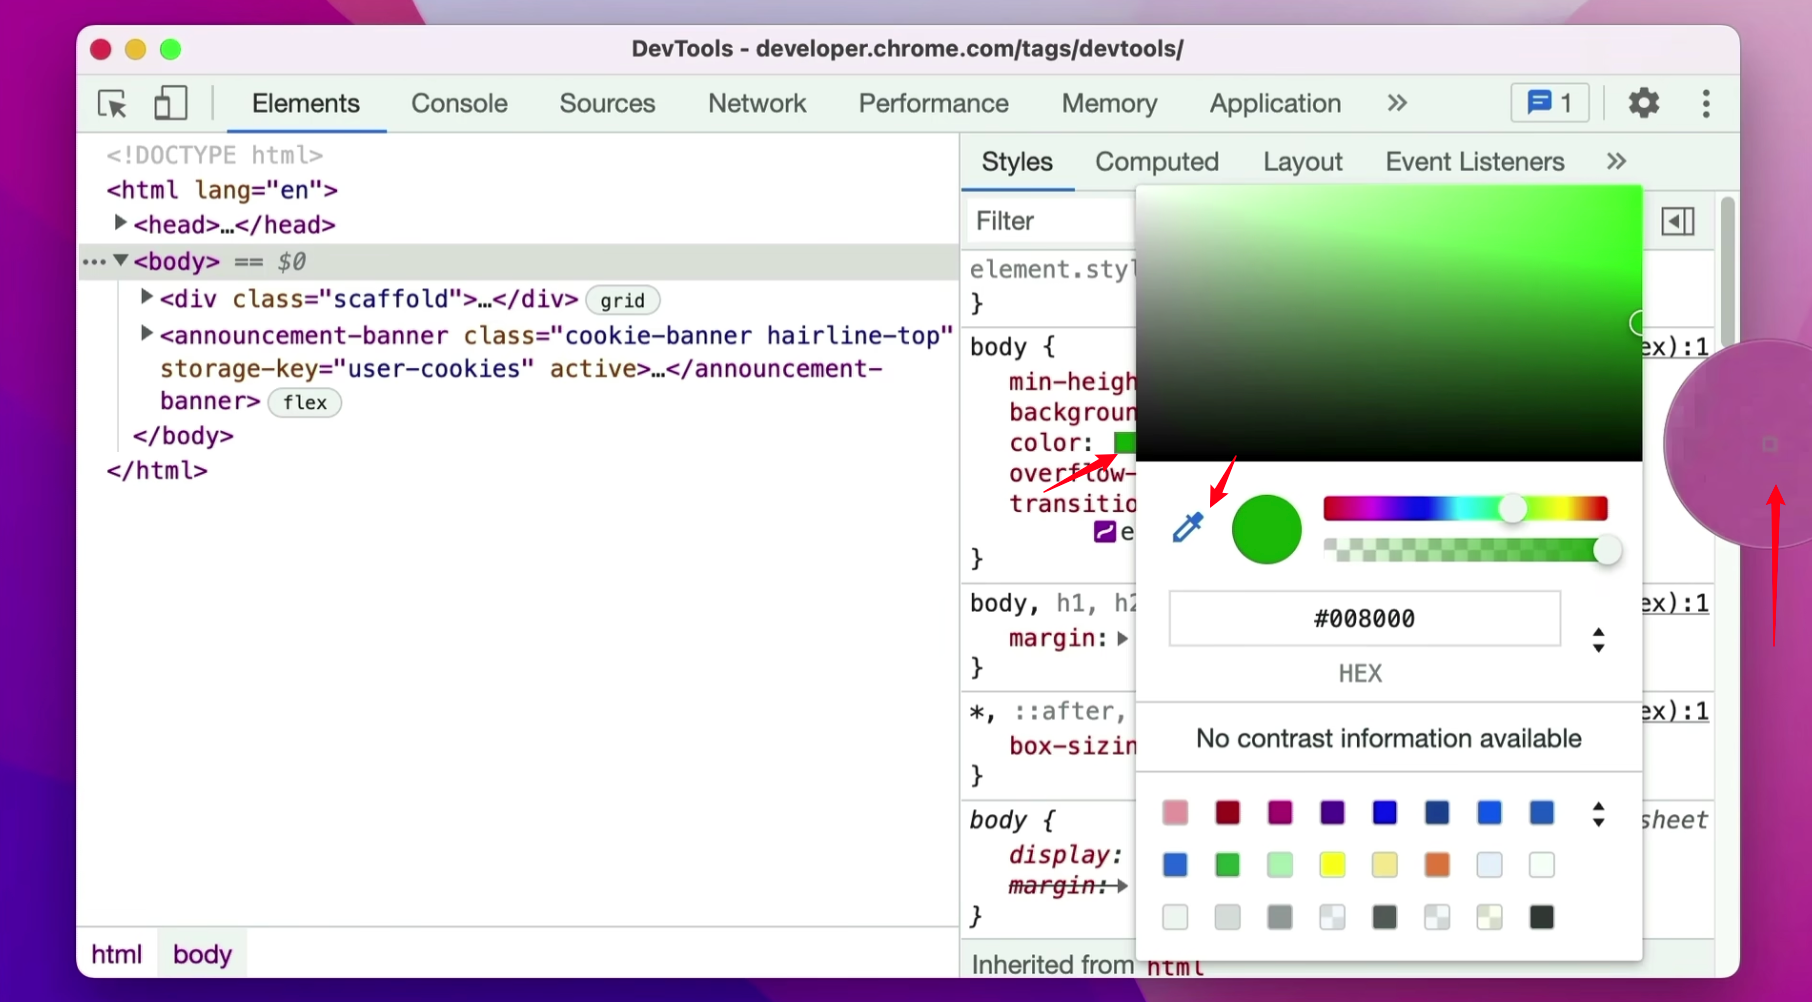 DevTools - developer.chrome.com/tags/devtools/
Elements Console Sources Network Performance Memory Application » 1
<!DOCTYPE html>
<html lang="en">
<head>…</head>
<body> == $0
<div class="scaffold">…</div> grid
<announcement-banner class="cookie-banner hairline-top"
storage-key="user-cookies" active>…</announcement-
banner> flex
</body>
</html>
html body
Styles Computed Layout Event Listeners »
Filter
element.styl
}
body { ex):1
min-heigh
backgroun
color:
overflow-
transitio
e
}
body, h1, h2 ex):1
margin:
}
*, ::after, ex):1
box-sizin
}
body { sheet
display:
margin:
}
Inherited from html
#008000
HEX
No contrast information available